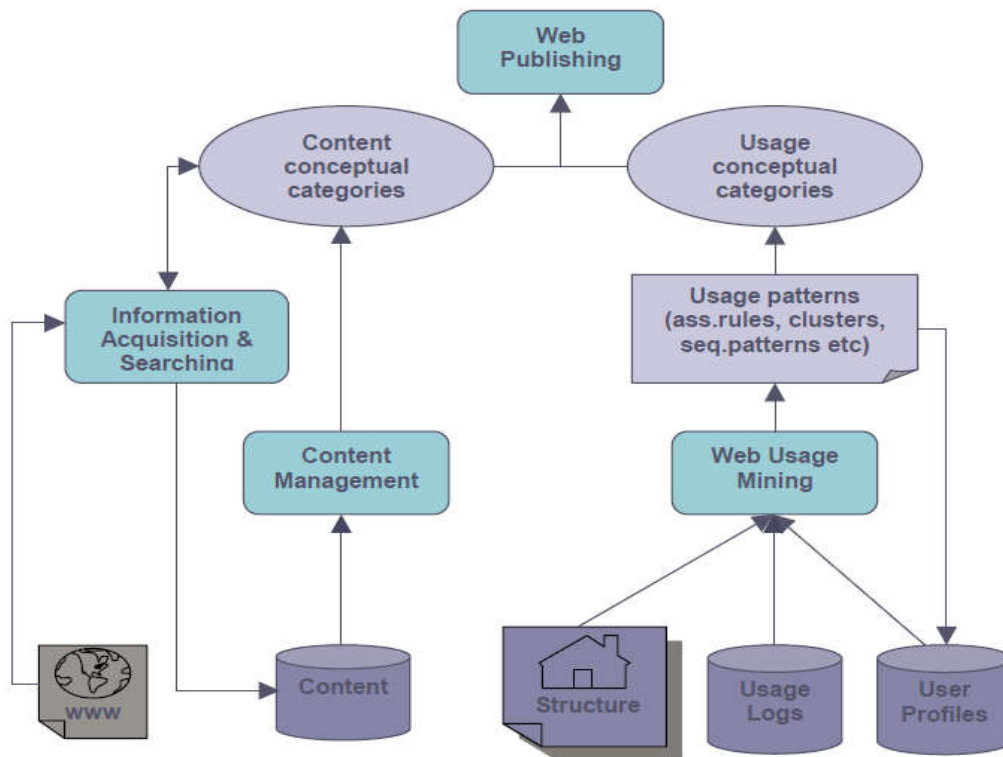 Web
Publishing
Content
conceptual
categories
Usage
conceptual
categories
Information
Acquisition &
Searching
Usage patterns
(ass.rules, clusters,
seq.patterns etc)
Content
Management
Web Usage
Mining
www
Content
Structure
Usage
Logs
User
Profiles